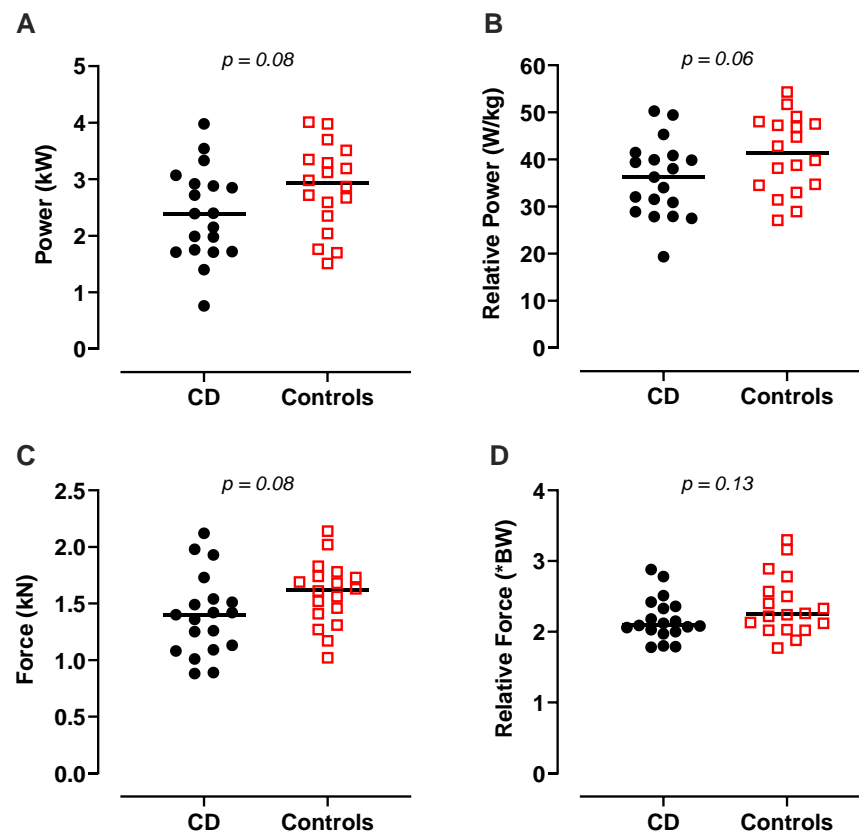 A
p = 0.08
Power (kW)
5
4
3
2
1
0
CD
Controls
B
p = 0.06
Relative Power (W/kg)
60
50
40
30
20
10
0
CD
Controls
C
p = 0.08
Force (kN)
2.5
2.0
1.5
1.0
0.5
0.0
CD
Controls
D
p = 0.13
Relative Force (*BW)
4
3
2
1
0
CD
Controls